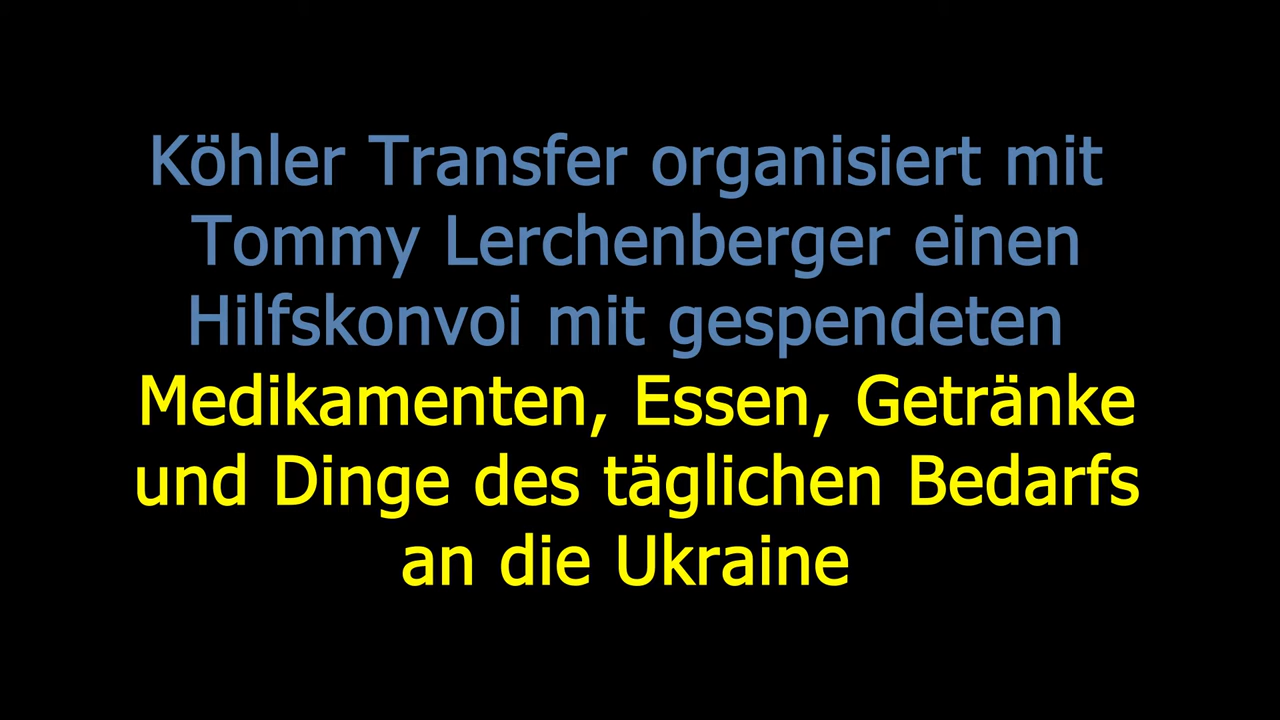 Köhler Transfer organisiert mit
Tommy Lerchenberger einen
Hilfskonvoi mit gespendeten
Medikamenten, Essen, Getränke
und Dinge des täglichen Bedarfs
an die Ukraine